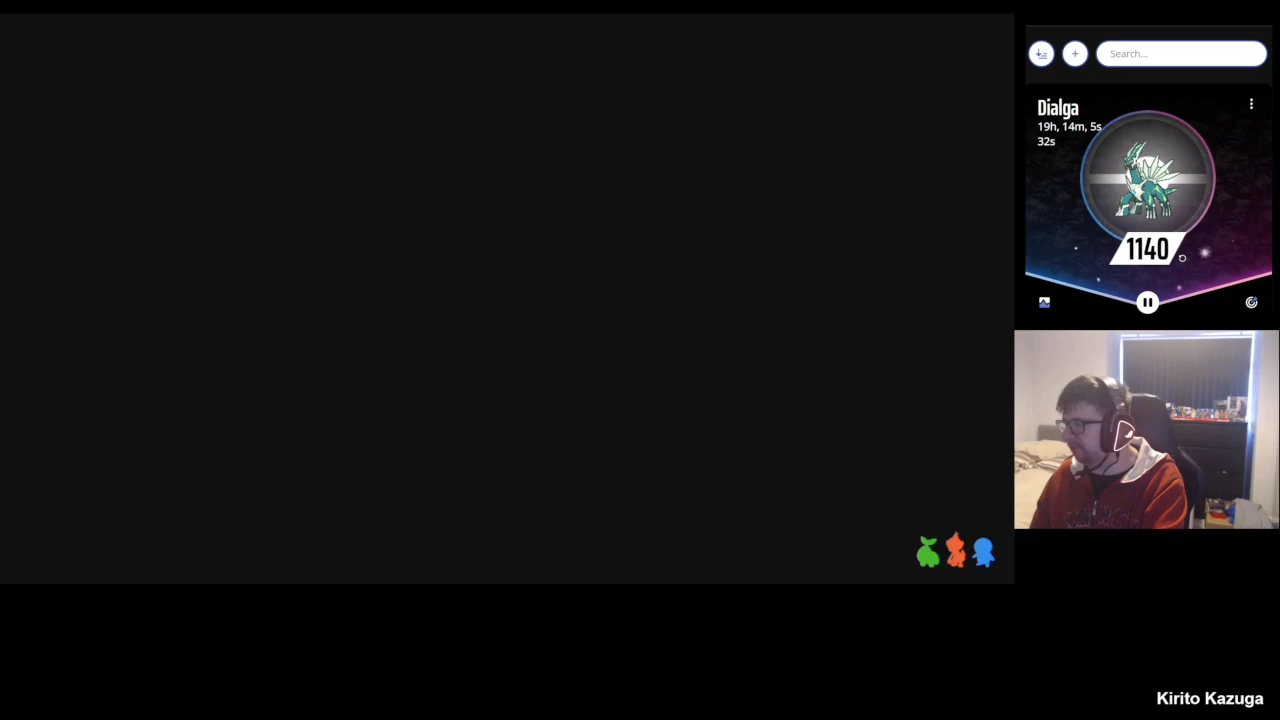 Search...
Dialga
19h, 14m, 5s
32s
1140
Kirito Kazuga